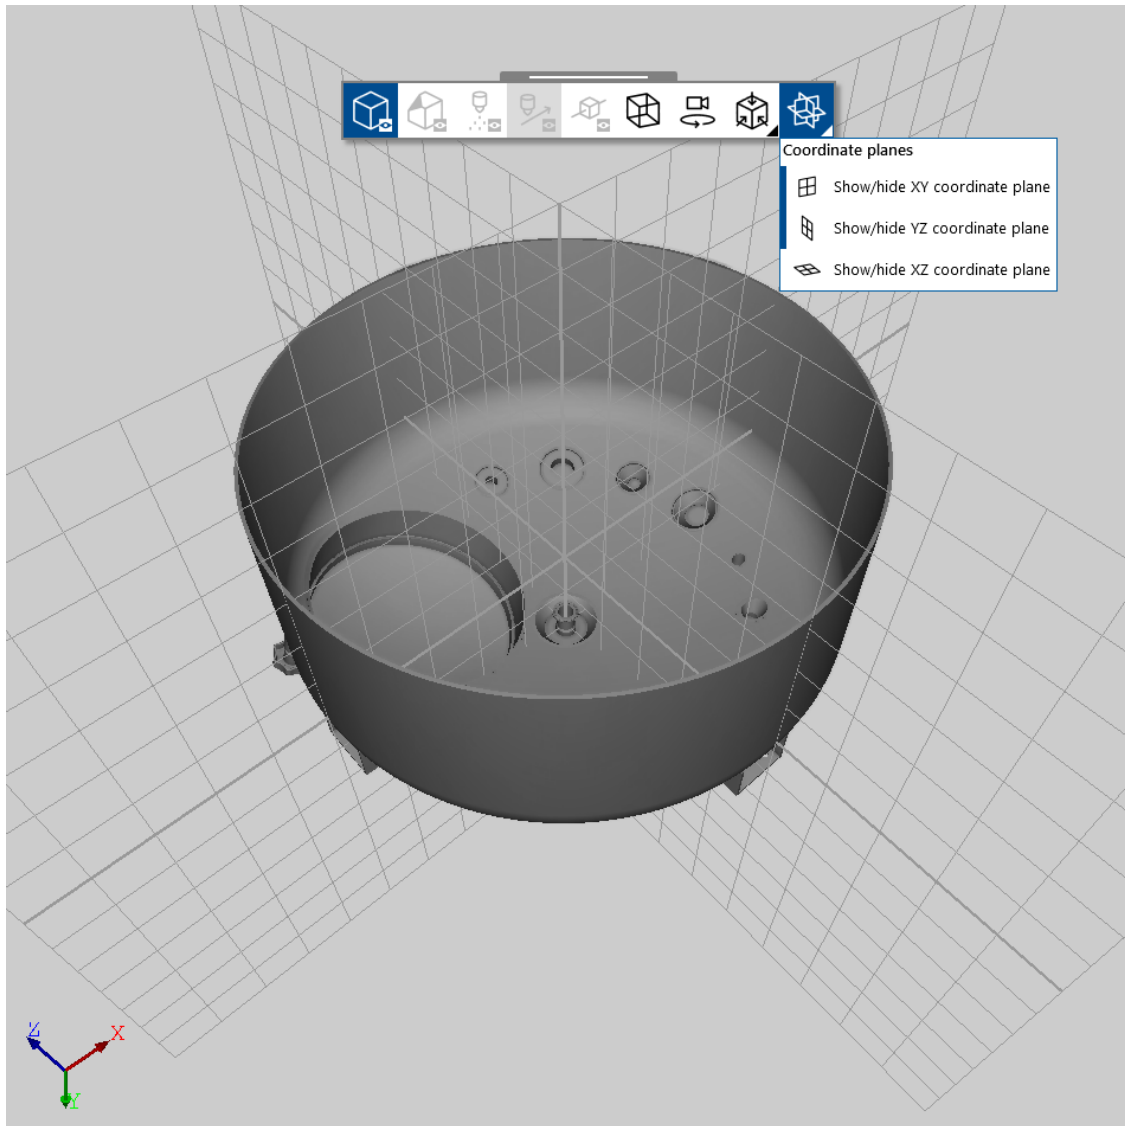 Coordinate planes
Show/hide XY coordinate plane
Show/hide YZ coordinate plane
Show/hide XZ coordinate plane
Z
X
Y